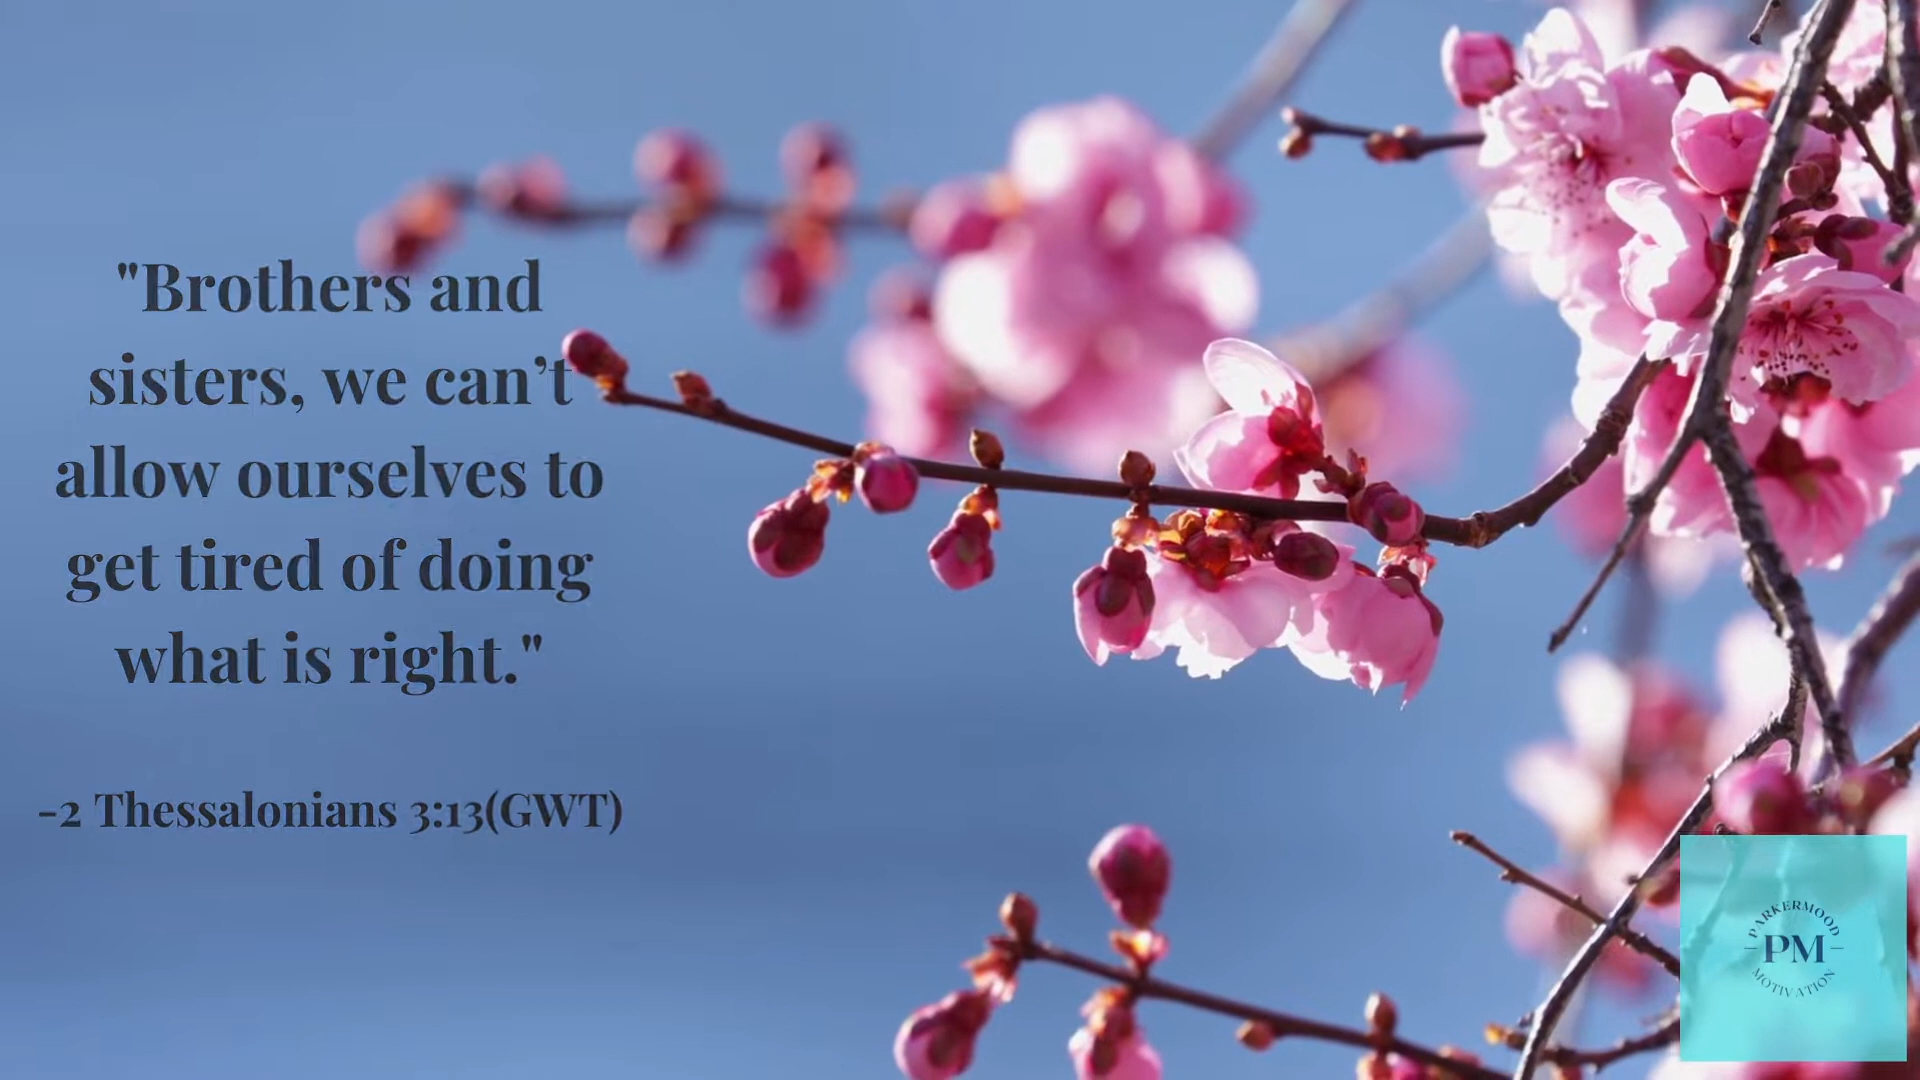 "Brothers and
sisters, we can’t
allow ourselves to
get tired of doing
what is right."
-2 Thessalonians 3:13(GWT)
PARKERMOOD
PM
MOTIVATION